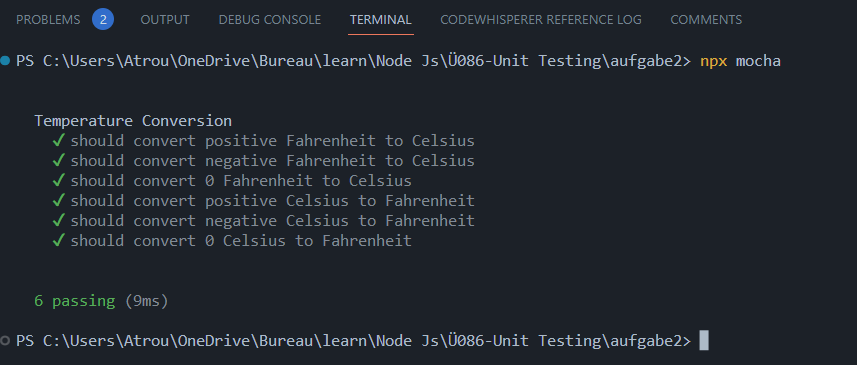 PROBLEMS 2 OUTPUT DEBUG CONSOLE TERMINAL CODEWHISPERER REFERENCE LOG COMMENTS
PS C:\Users\Atrou\OneDrive\Bureau\learn\Node Js\Ü086-Unit Testing\aufgabe2> npx mocha
Temperature Conversion
✓ should convert positive Fahrenheit to Celsius
✓ should convert negative Fahrenheit to Celsius
✓ should convert 0 Fahrenheit to Celsius
✓ should convert positive Celsius to Fahrenheit
✓ should convert negative Celsius to Fahrenheit
✓ should convert 0 Celsius to Fahrenheit
6 passing (9ms)
PS C:\Users\Atrou\OneDrive\Bureau\learn\Node Js\Ü086-Unit Testing\aufgabe2>